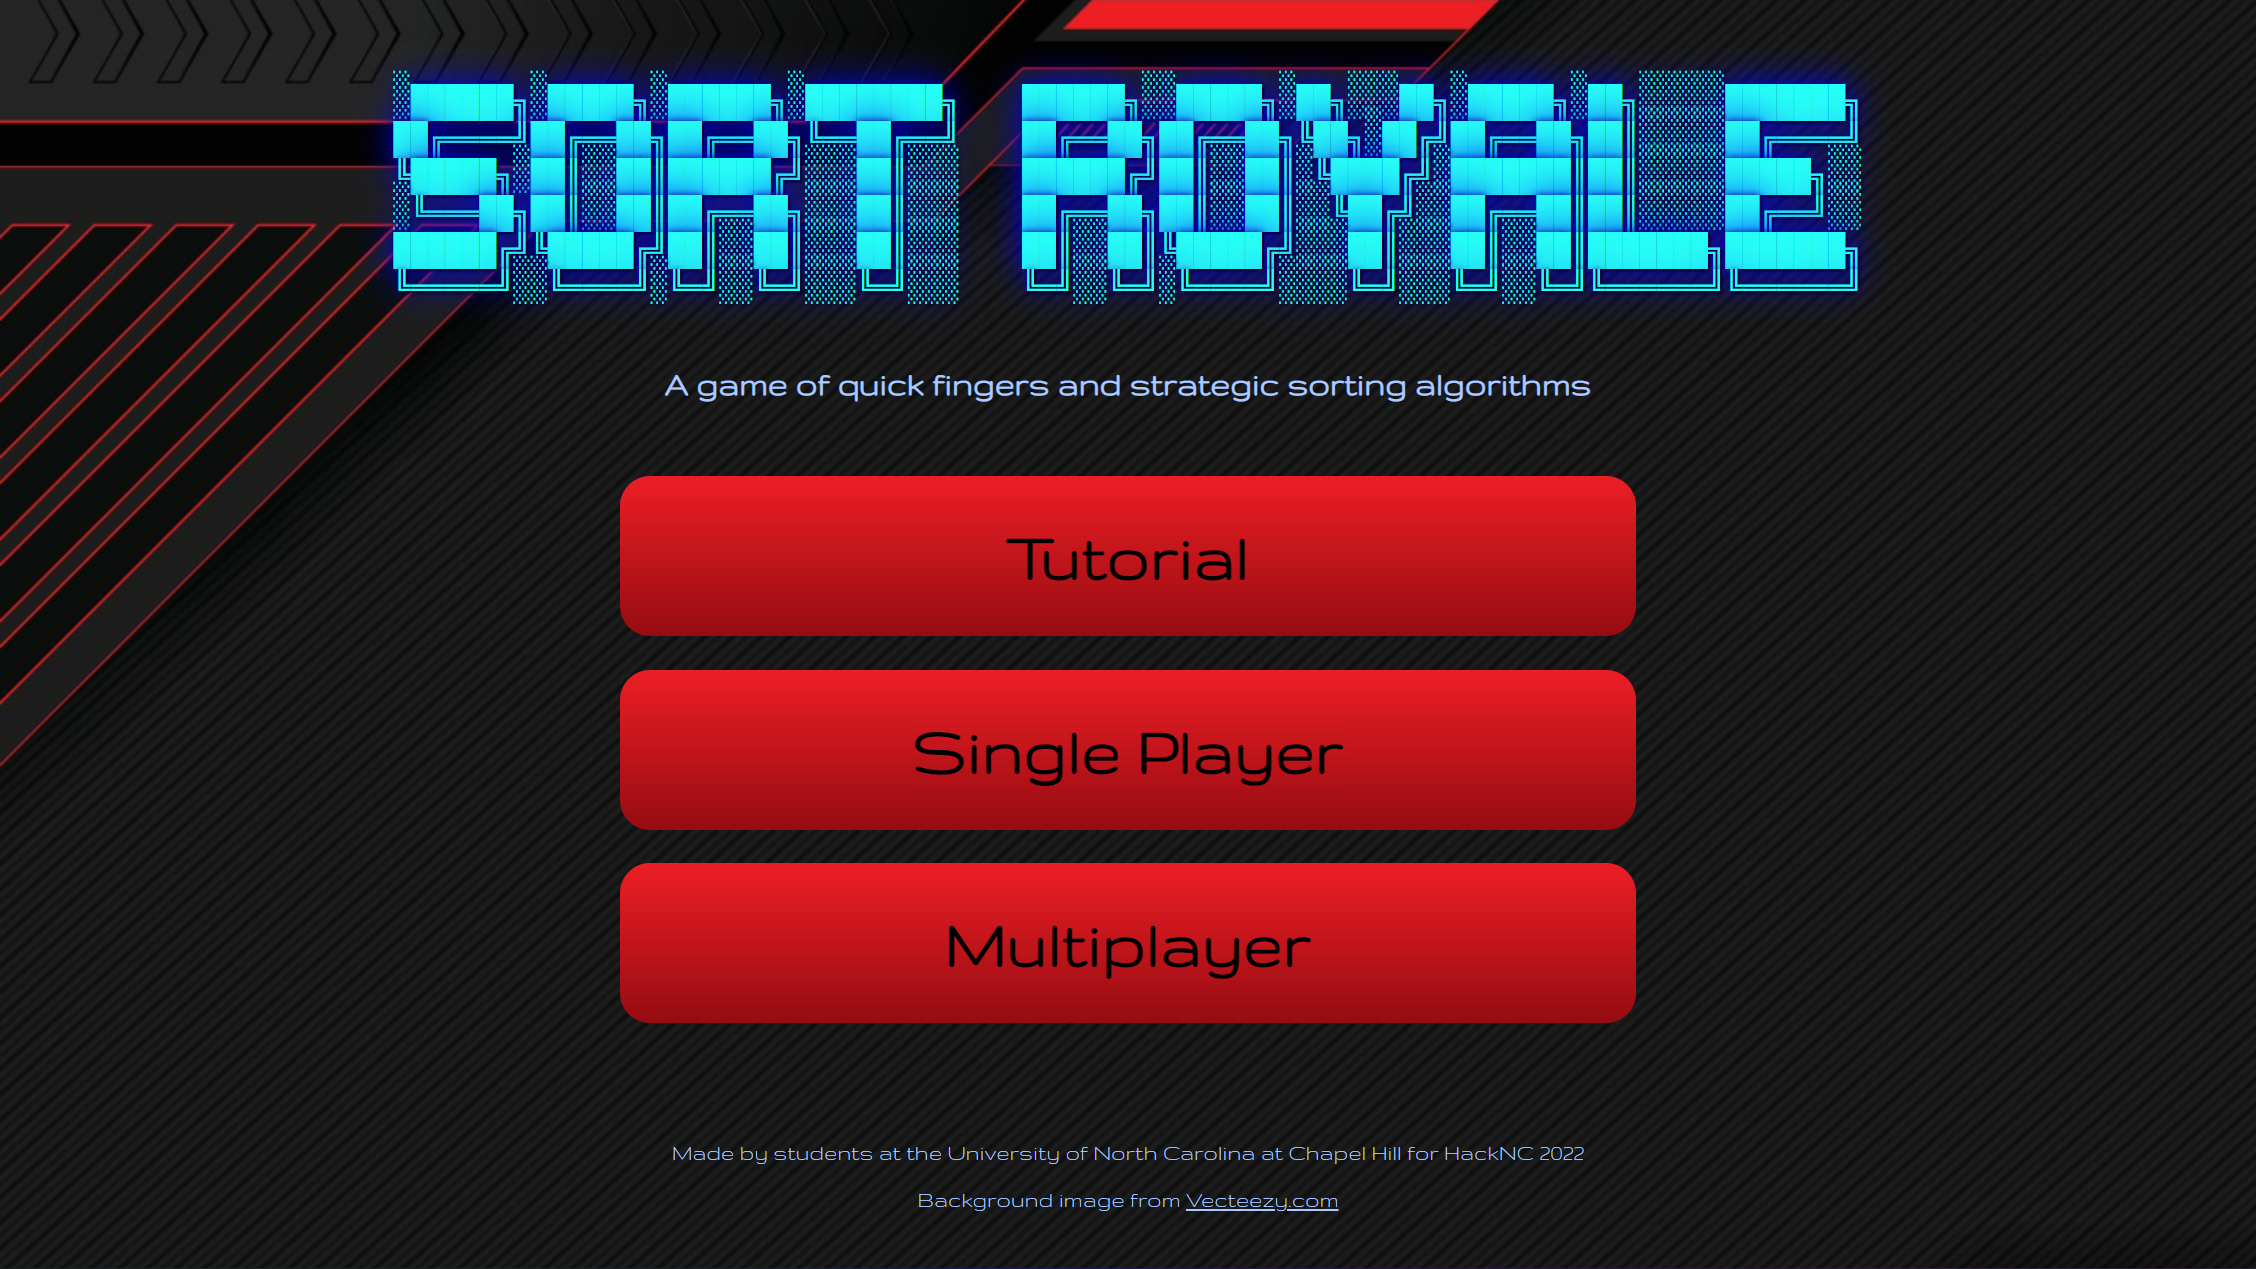 SORT ROYALE
A game of quick fingers and strategic sorting algorithms
Tutorial
Single Player
Multiplayer
Made by students at the University of North Carolina at Chapel Hill for HackNC 2022
Background image from Vecteezy.com